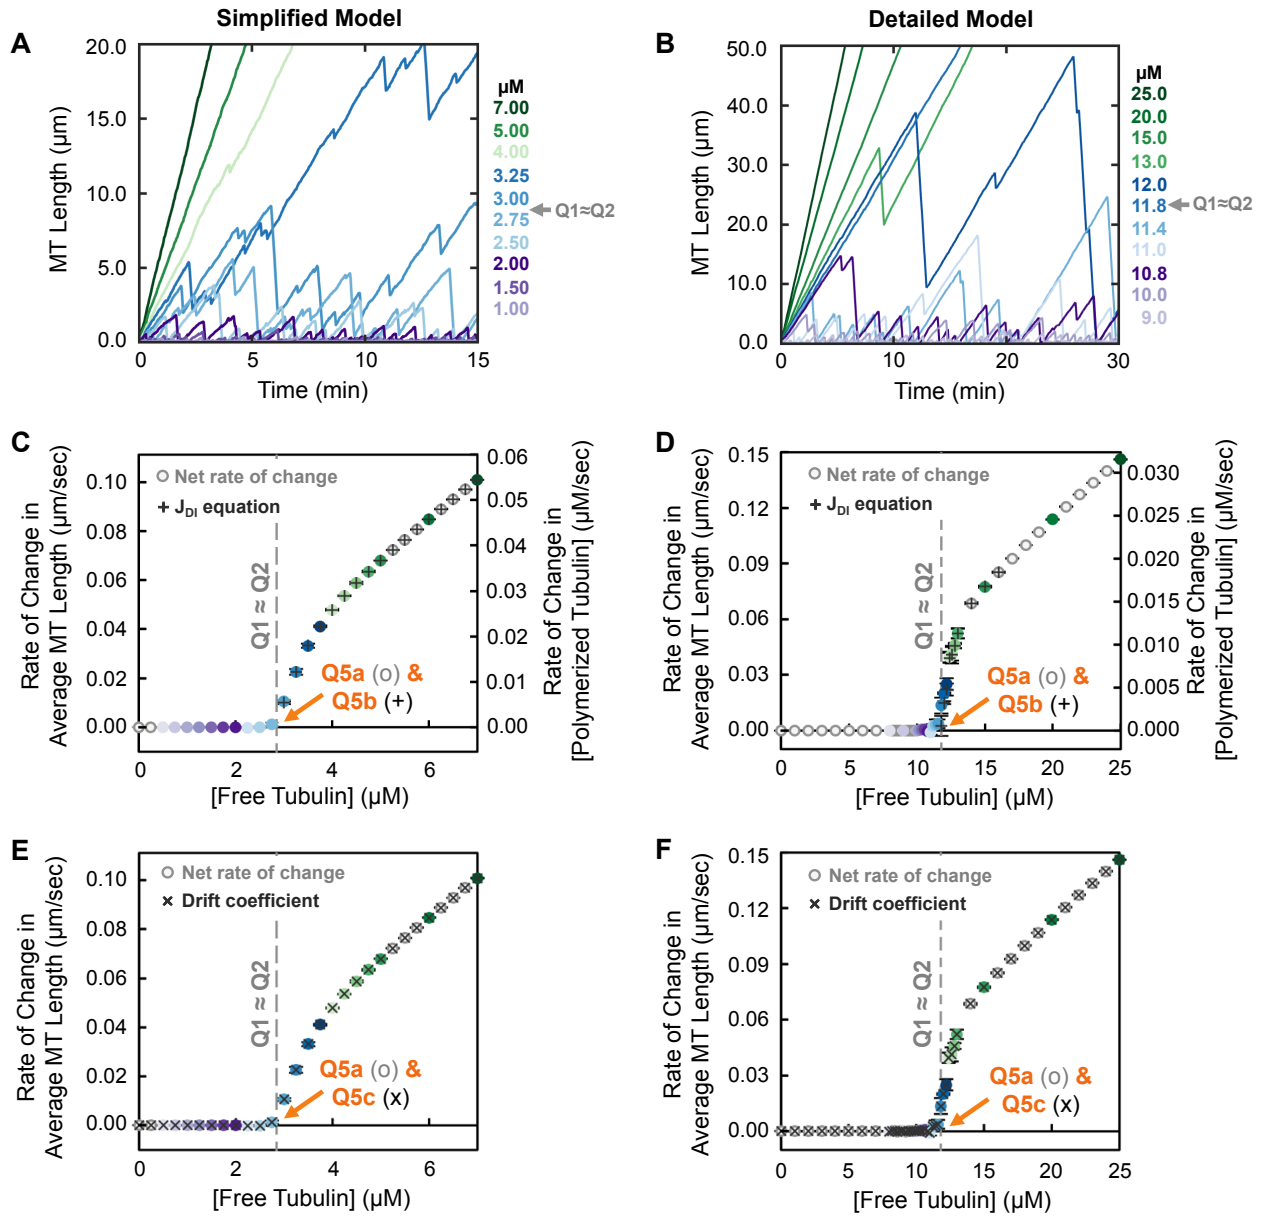 Simplified Model
Detailed Model
A
20.0
15.0
10.0
5.0
0.0
MT Length (µm)
0
5
10
15
Time (min)
µM
7.00
5.00
4.00
3.25
3.00
2.75
2.50
2.00
1.50
1.00
Q1≈Q2
B
50.0
40.0
30.0
20.0
10.0
0.0
MT Length (µm)
0
10
20
30
Time (min)
µM
25.0
20.0
15.0
13.0
12.0
11.8
11.4
11.0
10.8
10.0
9.0
Q1≈Q2
C
Rate of Change in
Average MT Length (µm/sec)
0.10
0.08
0.06
0.04
0.02
0.00
Net rate of change
J_DI equation
Q1 ≈ Q2
Q5a (o) &
Q5b (+)
0.06
0.05
0.04
0.03
0.02
0.01
0.00
Rate of Change in
[Polymerized Tubulin] (µM/sec)
0
2
4
6
[Free Tubulin] (µM)
D
Rate of Change in
Average MT Length (µm/sec)
0.15
0.12
0.09
0.06
0.03
0.00
Net rate of change
J_DI equation
Q1 ≈ Q2
Q5a (o) &
Q5b (+)
0.030
0.025
0.020
0.015
0.010
0.005
0.000
Rate of Change in
[Polymerized Tubulin] (µM/sec)
0
5
10
15
20
25
[Free Tubulin] (µM)
E
Rate of Change in
Average MT Length (µm/sec)
0.10
0.08
0.06
0.04
0.02
0.00
Net rate of change
Drift coefficient
Q1 ≈ Q2
Q5a (o) &
Q5c (x)
0
2
4
6
[Free Tubulin] (µM)
F
Rate of Change in
Average MT Length (µm/sec)
0.15
0.12
0.09
0.06
0.03
0.00
Net rate of change
Drift coefficient
Q1 ≈ Q2
Q5a (o) &
Q5c (x)
0
5
10
15
20
25
[Free Tubulin] (µM)